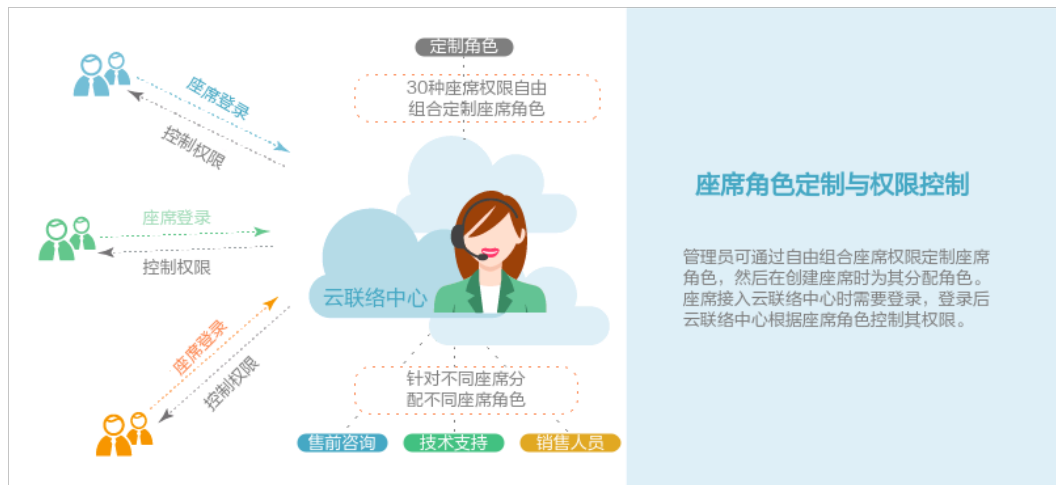 定制角色
30种座席权限自由
组合定制座席角色
座席登录
控制权限
座席登录
控制权限
座席登录
控制权限
云联络中心
针对不同座席分
配不同座席角色
售前咨询
技术支持
销售人员
座席角色定制与权限控制
管理员可通过自由组合座席权限定制座席
角色，然后在创建座席时为其分配角色。
座席接入云联络中心时需要登录，登录后
云联络中心根据座席角色控制其权限。